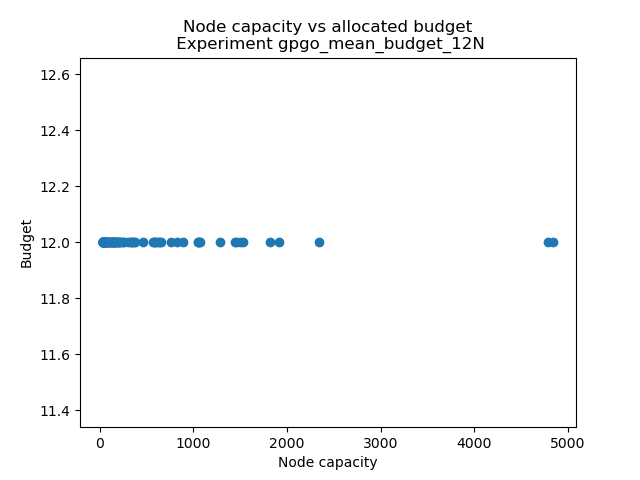 Node capacity vs allocated budget
Experiment gpgo_mean_budget_12N
12.6
12.4
12.2
12.0
11.8
11.6
11.4
Budget
0 1000 2000 3000 4000 5000
Node capacity